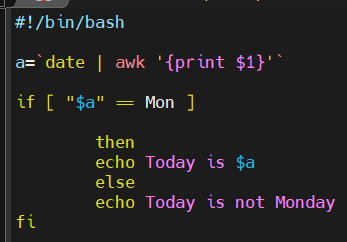 #!/bin/bash
a=`date | awk '{print $1}'`
if [ "$a" == Mon ]
then
echo Today is $a
else
echo Today is not Monday
fi